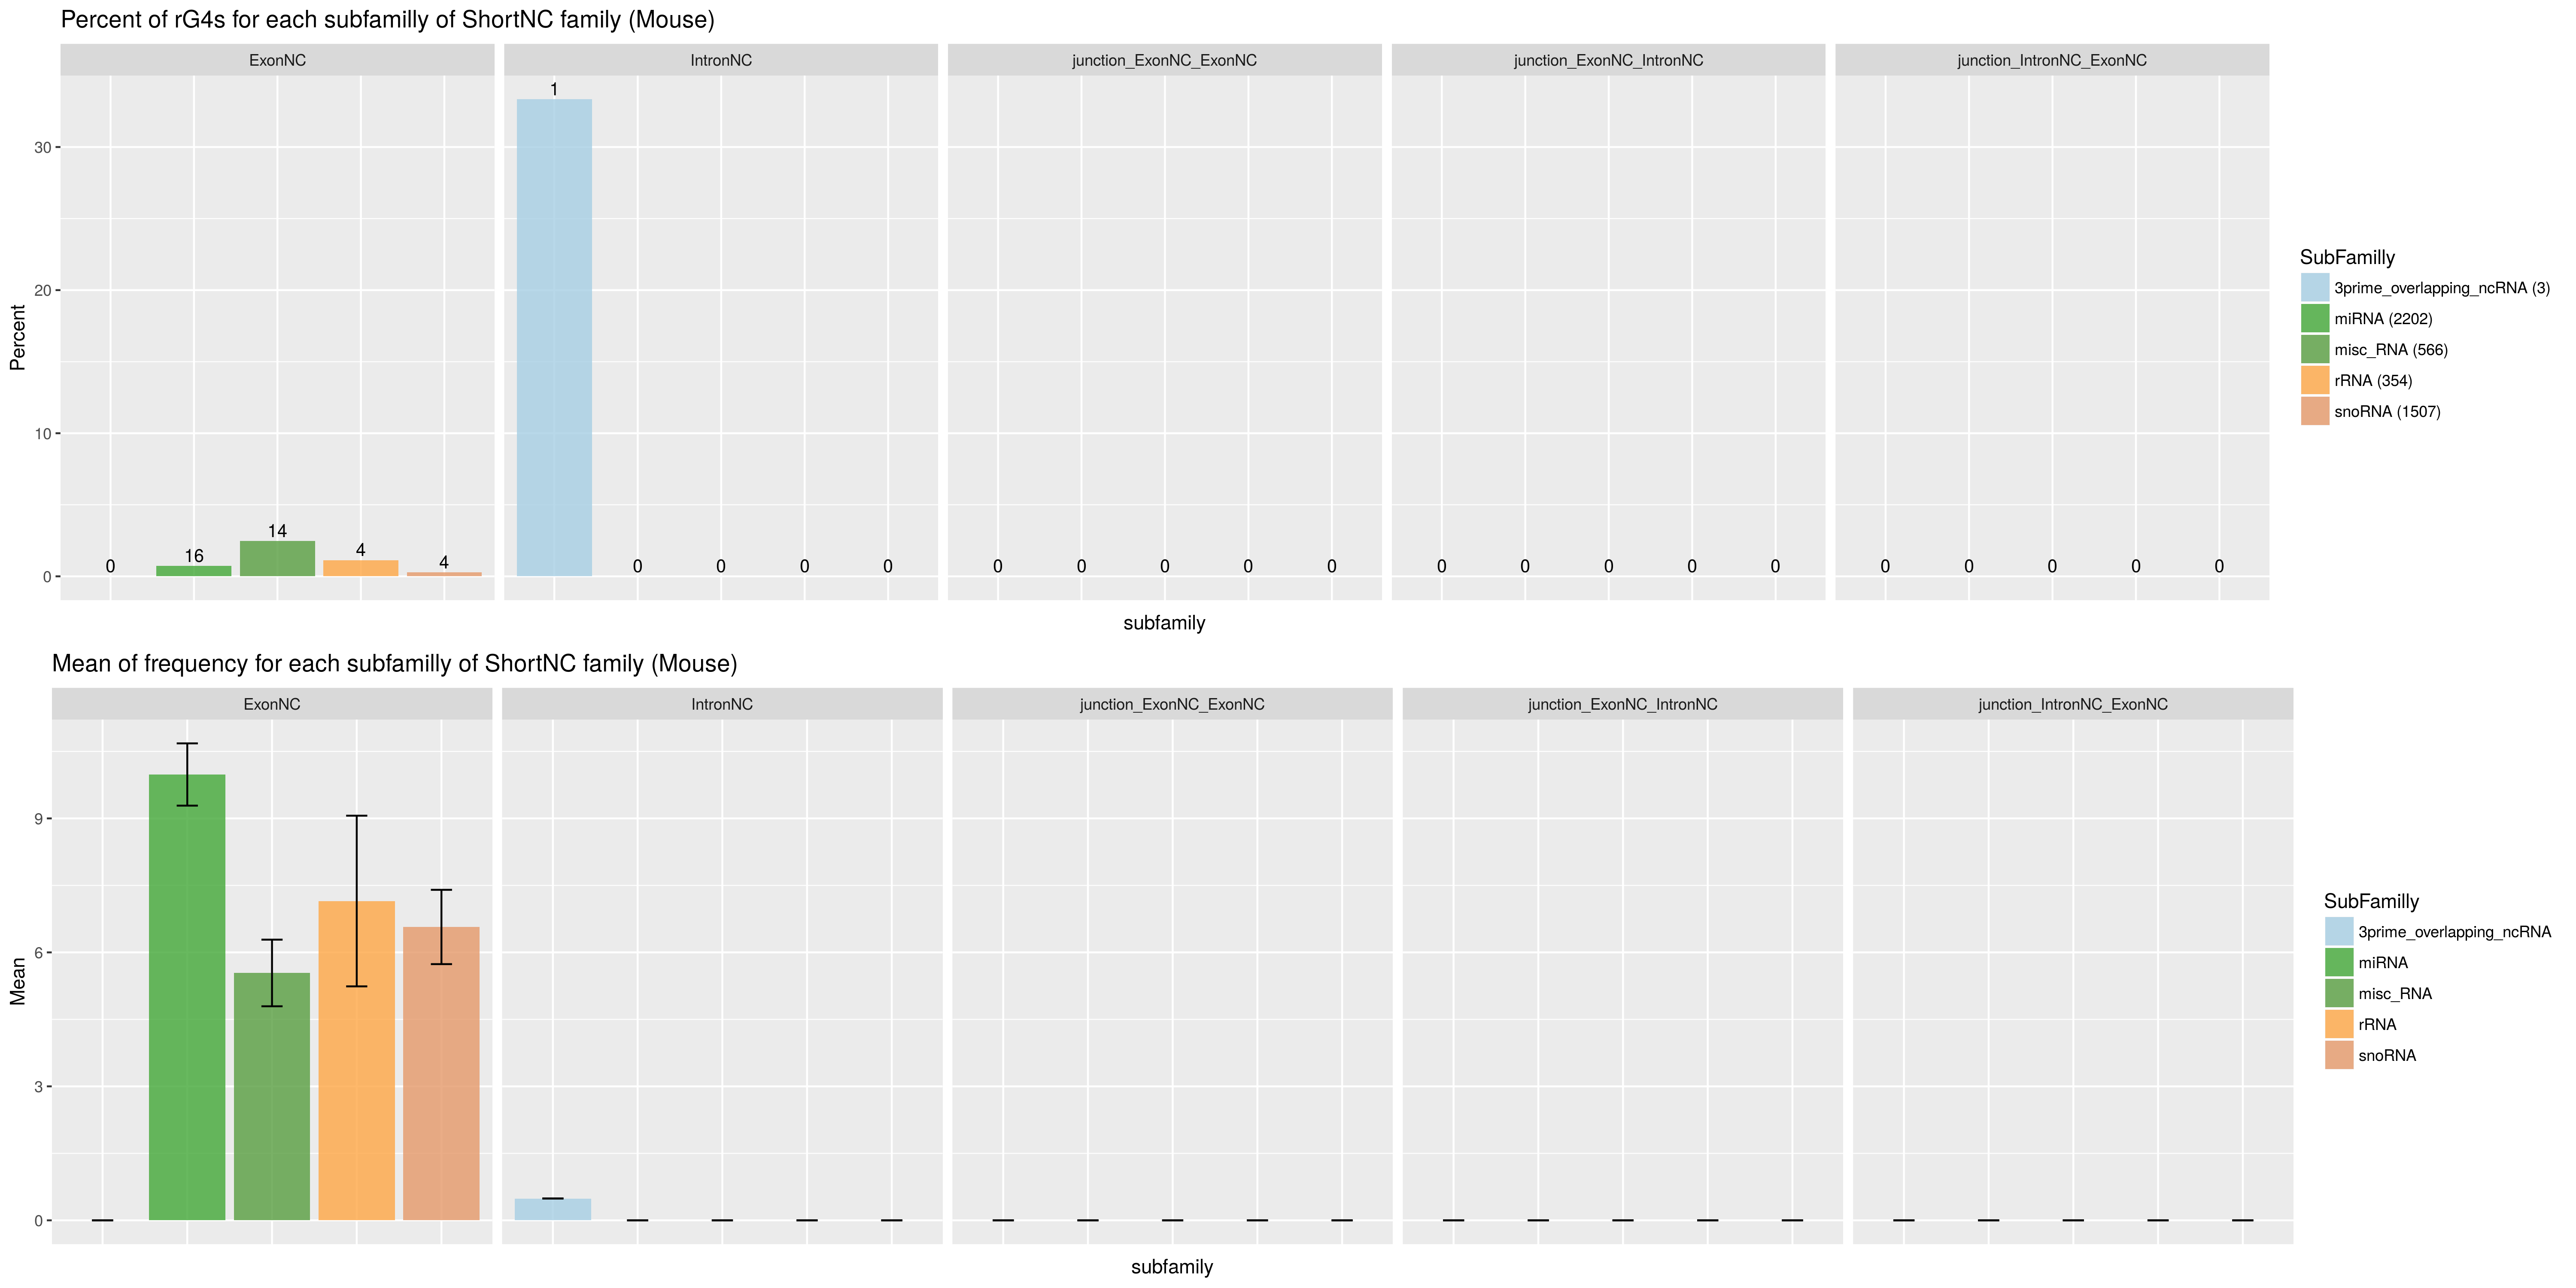 Percent of rG4s for each subfamilly of ShortNC family (Mouse)
ExonNC IntronNC junction_ExonNC_ExonNC junction_ExonNC_IntronNC junction_IntronNC_ExonNC
Percent
30
20
10
0
0 16 14 4 4
1 0 0 0 0
0 0 0 0 0
0 0 0 0 0
0 0 0 0 0
subfamily
SubFamilly
3prime_overlapping_ncRNA (3)
miRNA (2202)
misc_RNA (566)
rRNA (354)
snoRNA (1507)
Mean of frequency for each subfamilly of ShortNC family (Mouse)
ExonNC IntronNC junction_ExonNC_ExonNC junction_ExonNC_IntronNC junction_IntronNC_ExonNC
Mean
9
6
3
0
subfamily
SubFamilly
3prime_overlapping_ncRNA
miRNA
misc_RNA
rRNA
snoRNA